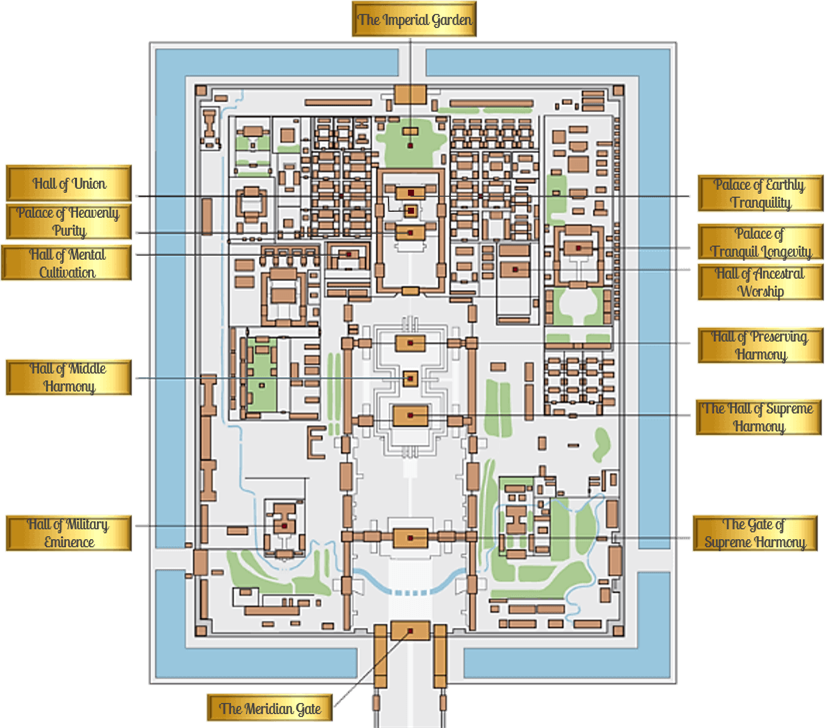 The Imperial Garden
Hall of Union
Palace of Heavenly
Purity
Hall of Mental
Cultivation
Hall of Middle
Harmony
Hall of Military
Eminence
The Meridian Gate
Palace of Earthly
Tranquility
Palace of
Tranquil Longevity
Hall of Ancestral
Worship
Hall of Preserving
Harmony
The Hall of Supreme
Harmony
The Gate of
Supreme Harmony